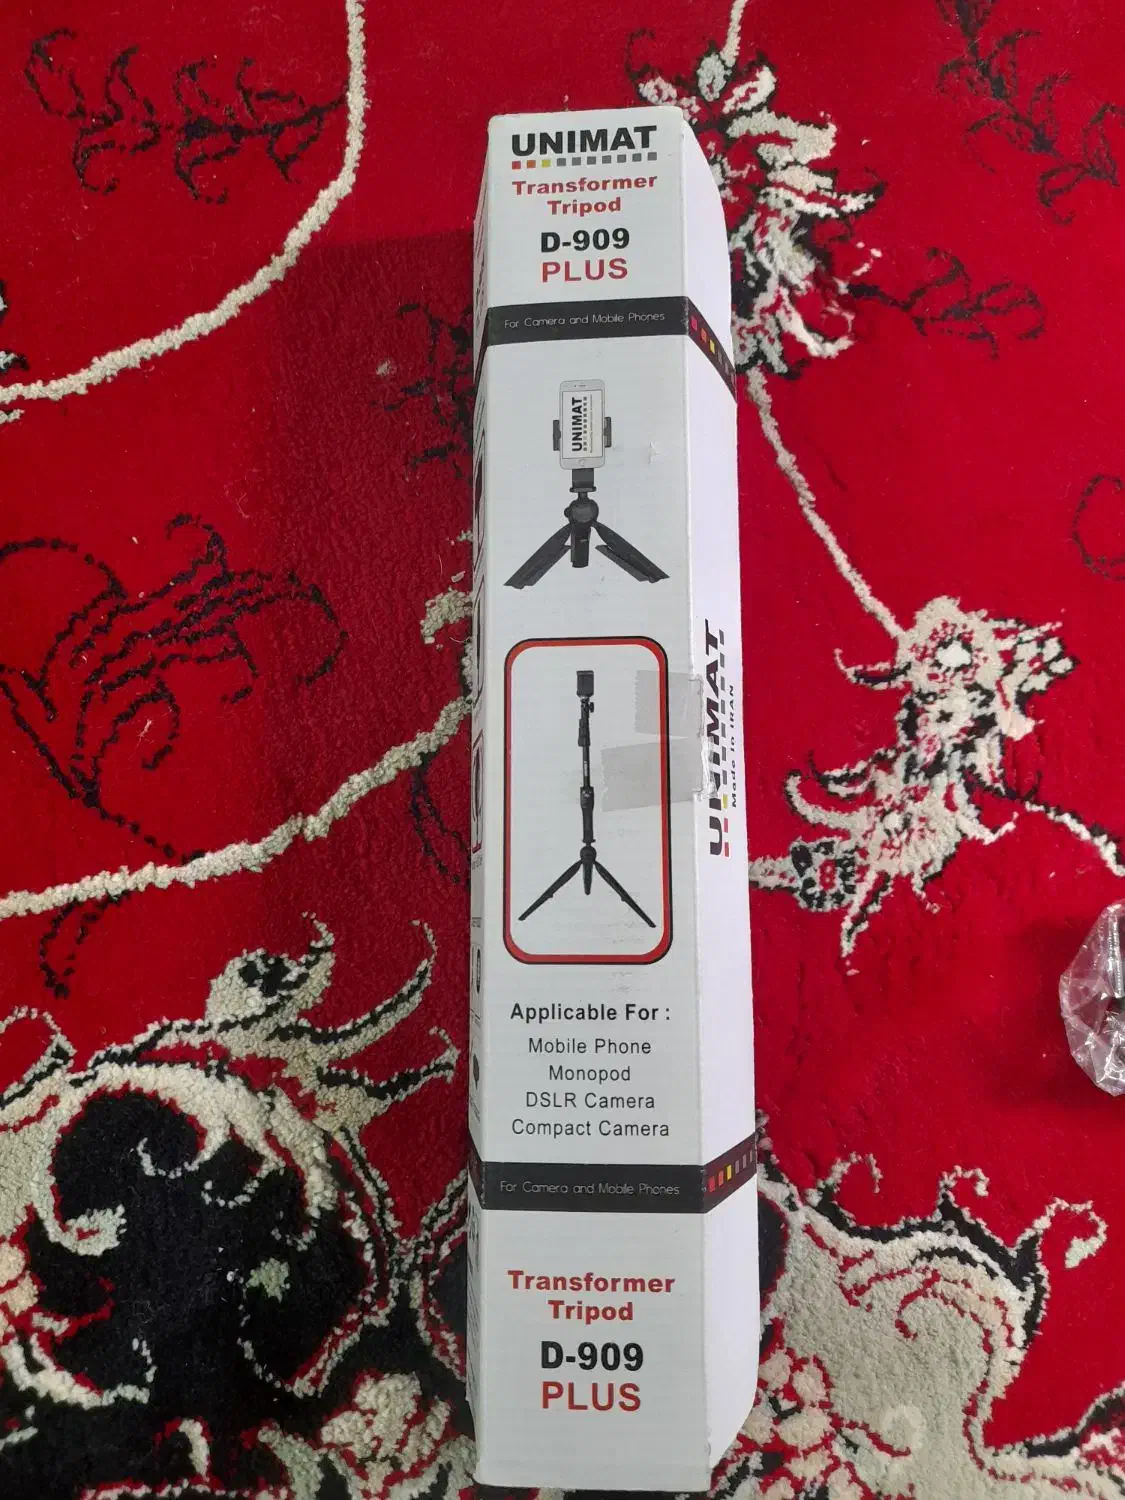 UNIMAT
Transformer
Tripod
D-909
PLUS
For Camera and Mobile Phones
UNIMAT
UNIMAT
Made in IRAN
Applicable For :
Mobile Phone
Monopod
DSLR Camera
Compact Camera
For Camera and Mobile Phones
Transformer
Tripod
D-909
PLUS